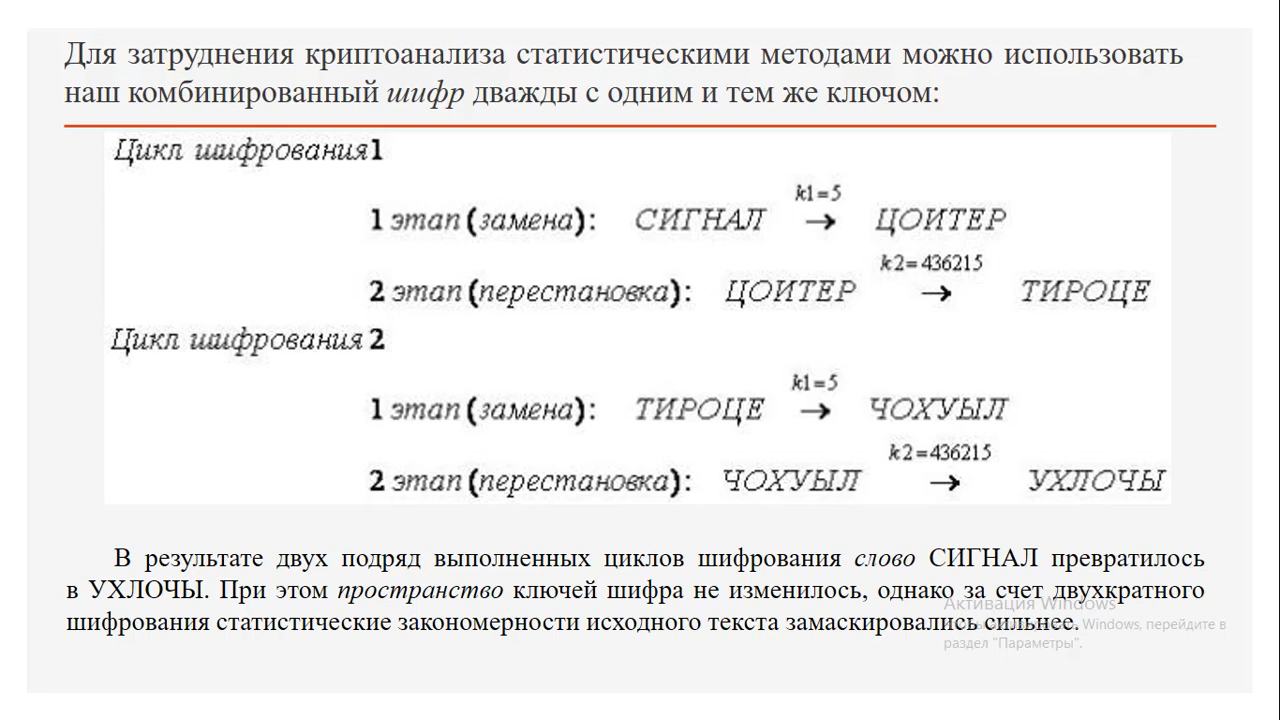 Для затруднения криптоанализа статистическими методами можно использовать
наш комбинированный шифр дважды с одним и тем же ключом:
Цикл шифрования 1
k1=5
1 этап (замена): СИГНАЛ → ЦОИТЕР
k2=436215
2 этап (перестановка): ЦОИТЕР → ТИРОЦЕ
Цикл шифрования 2
k1=5
1 этап (замена): ТИРОЦЕ → ЧОХУЫЛ
k2=436215
2 этап (перестановка): ЧОХУЫЛ → УХЛОЧЫ
В результате двух подряд выполненных циклов шифрования слово СИГНАЛ превратилось
в УХЛОЧЫ. При этом пространство ключей шифра не изменилось, однако за счет двухкратного
шифрования статистические закономерности исходного текста замаскировались сильнее.
Активация Windows
Windows, перейдите в
раздел "Параметры".